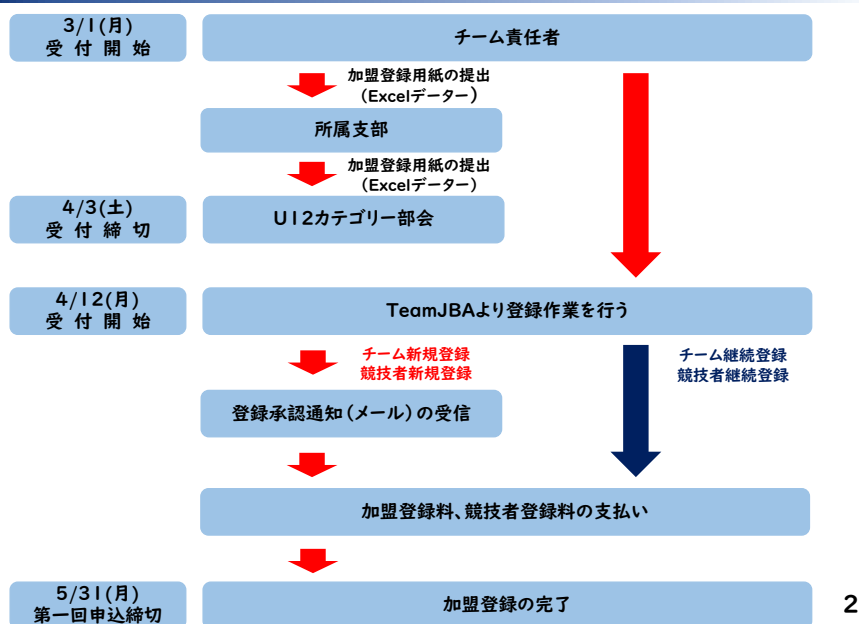 3/1(月)
受付開始
チーム責任者
加盟登録用紙の提出
(Excelデーター)
所属支部
加盟登録用紙の提出
(Excelデーター)
4/3(土)
受付締切
U12カテゴリー部会
4/12(月)
受付開始
TeamJBAより登録作業を行う
チーム新規登録
競技者新規登録
チーム継続登録
競技者継続登録
登録承認通知(メール)の受信
加盟登録料、競技者登録料の支払い
5/31(月)
第一回申込締切
加盟登録の完了
2